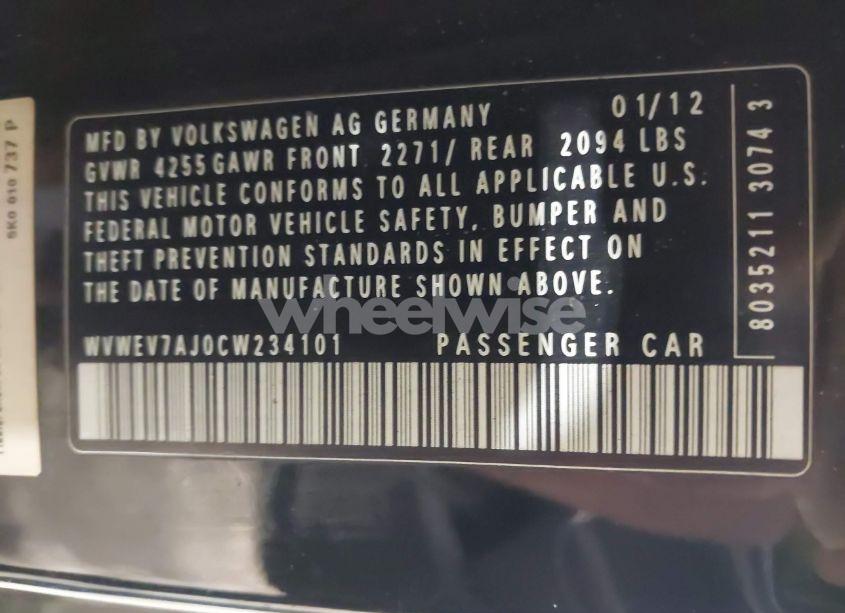 MFD BY VOLKSWAGEN AG GERMANY 01/12
GVWR 4255 GAWR FRONT 2271/ REAR 2094 LBS
THIS VEHICLE CONFORMS TO ALL APPLICABLE U.S.
FEDERAL MOTOR VEHICLE SAFETY, BUMPER AND
THEFT PREVENTION STANDARDS IN EFFECT ON
THE DATE OF MANUFACTURE SHOWN ABOVE.
WVWEV7AJ0CW234101 PASSENGER CAR
8035211 3074 3
5K0 010 737 P
wheelwise